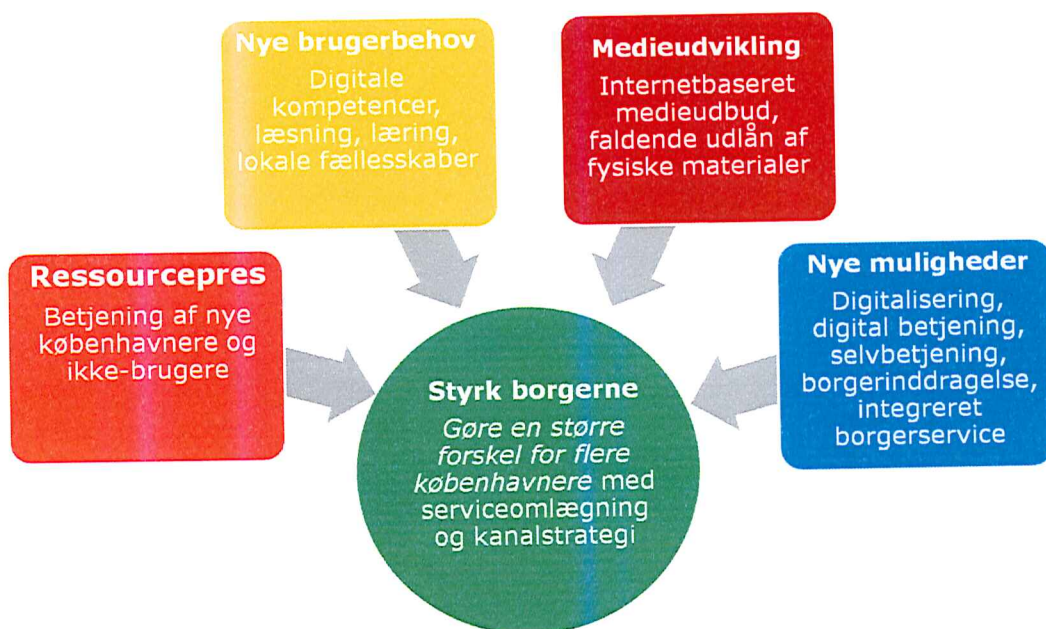 Nye brugerbehov
Digitale
kompetencer,
læsning, læring,
lokale fællesskaber
Medieudvikling
Internetbaseret
medieudbud,
faldende udlån af
fysiske materialer
Ressourcepres
Betjening af nye
københavnere og
ikke-brugere
Nye muligheder
Digitalisering,
digital betjening,
selvbetjening,
borgerinddragelse,
integreret
borgerservice
Styrk borgerne
Gøre en større
forskel for flere
københavnere med
serviceomlægning
og kanalstrategi